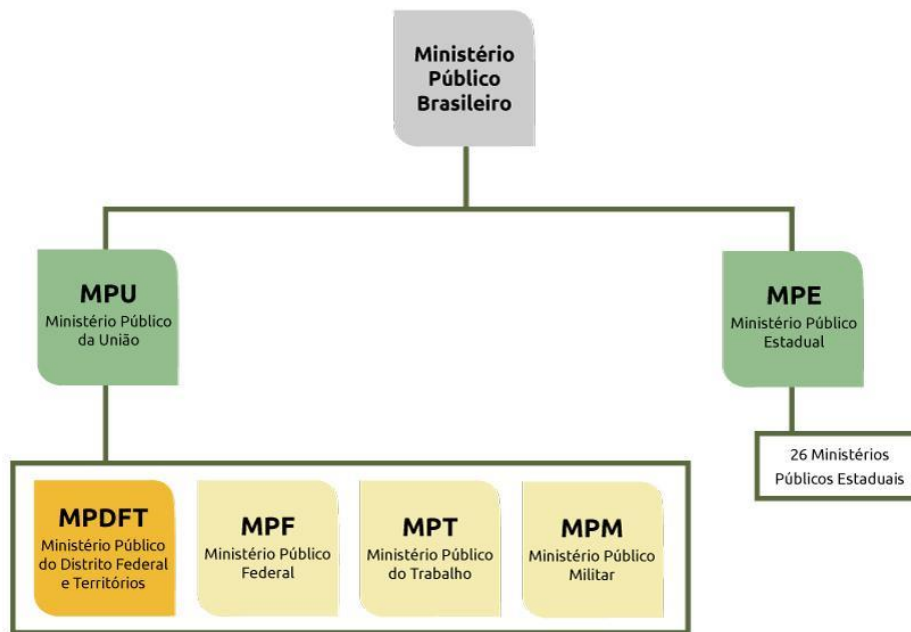 Ministério
Público
Brasileiro
MPU
Ministério Público
da União
MPE
Ministério Público
Estadual
26 Ministérios
Públicos Estaduais
MPDFT
Ministério Público
do Distrito Federal
e Territórios
MPF
Ministério Público
Federal
MPT
Ministério Público
do Trabalho
MPM
Ministério Público
Militar